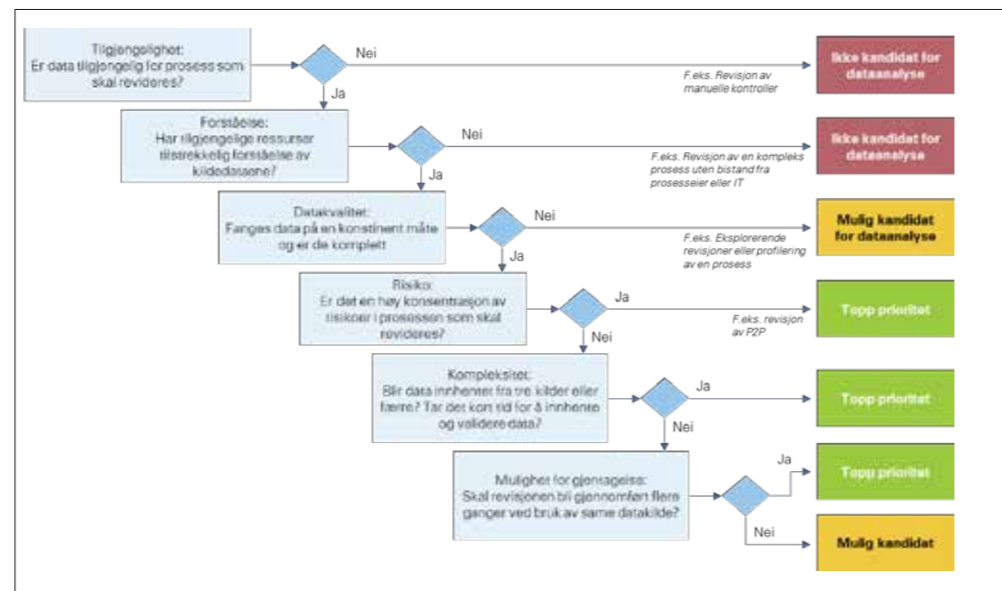 Tilgjengelighet:
Er data tilgjengelig for prosess som
skal revideres?
Nei
Ja
F.eks. Revisjon av
manuelle kontroller
Ikke kandidat for
dataanalyse
Forståelse:
Har tilgjengelige ressurser
tilstrekkelig forståelse av
kildedataene?
Nei
Ja
F.eks. Revisjon av en kompleks
prosess uten bistand fra
prosesseier eller IT
Ikke kandidat for
dataanalyse
Datakvalitet:
Fanges data på en konstinent måte
og er de komplett
Nei
Ja
F.eks. Eksplorerende
revisjoner eller profilering
av en prosess
Mulig kandidat
for dataanalyse
Risiko:
Er det en høy konsentrasjon av
risikoer i prosessen som skal
revideres?
Ja
Nei
F.eks. revisjon
av P2P
Topp prioritet
Kompleksitet:
Blir data innhentet fra tre kilder eller
færre? Tar det kort tid for å innhente
og validere data?
Ja
Nei
Topp prioritet
Mulighet for gjentagelse:
Skal revisjonen bli gjennomført flere
ganger ved bruk av same datakilde?
Ja
Nei
Topp prioritet
Mulig kandidat